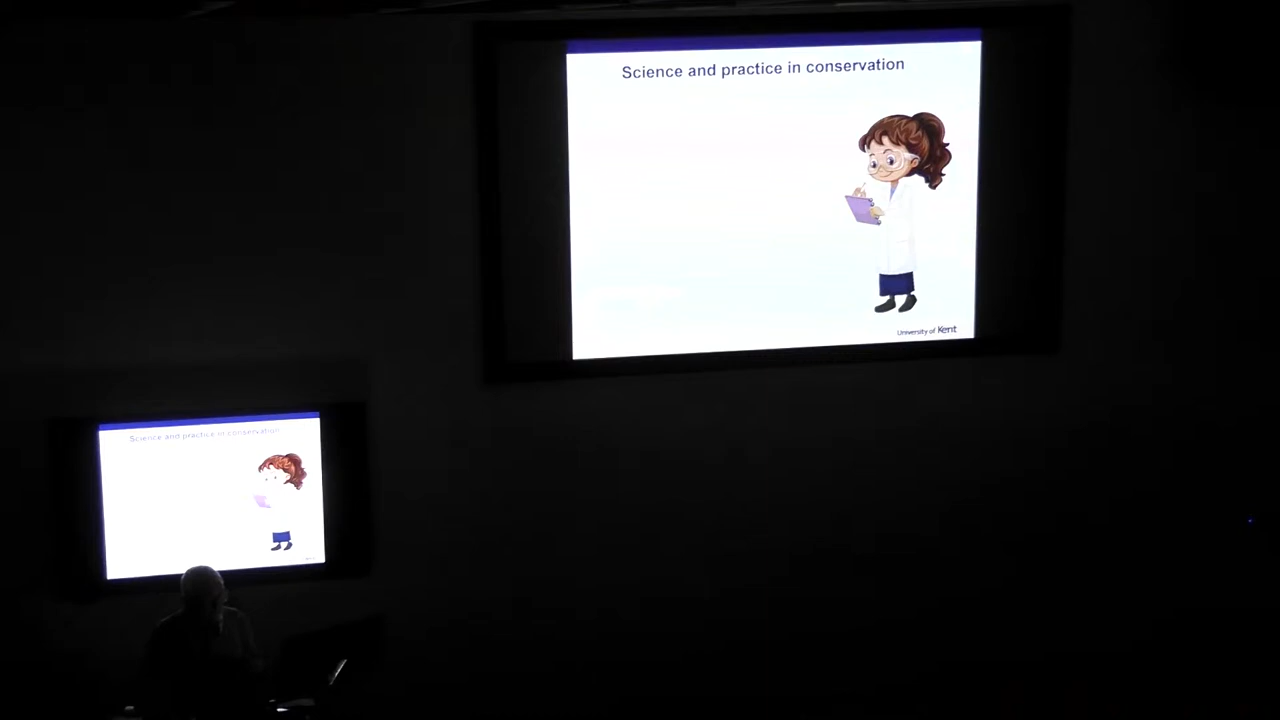 Science and practice in conservation
University of Kent
Science and practice in conservation